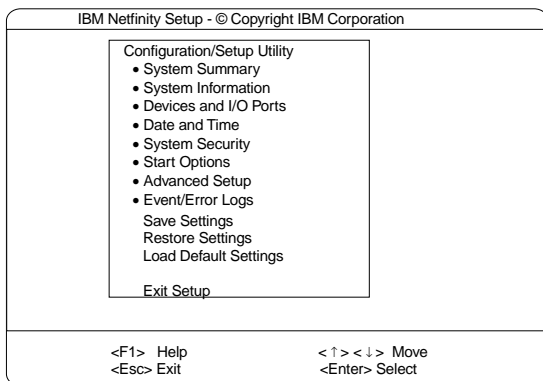 IBM Netfinity Setup - © Copyright IBM Corporation
Configuration/Setup Utility
• System Summary
• System Information
• Devices and I/O Ports
• Date and Time
• System Security
• Start Options
• Advanced Setup
• Event/Error Logs
Save Settings
Restore Settings
Load Default Settings
Exit Setup
<F1> Help <↑> <↓> Move
<Esc> Exit <Enter> Select